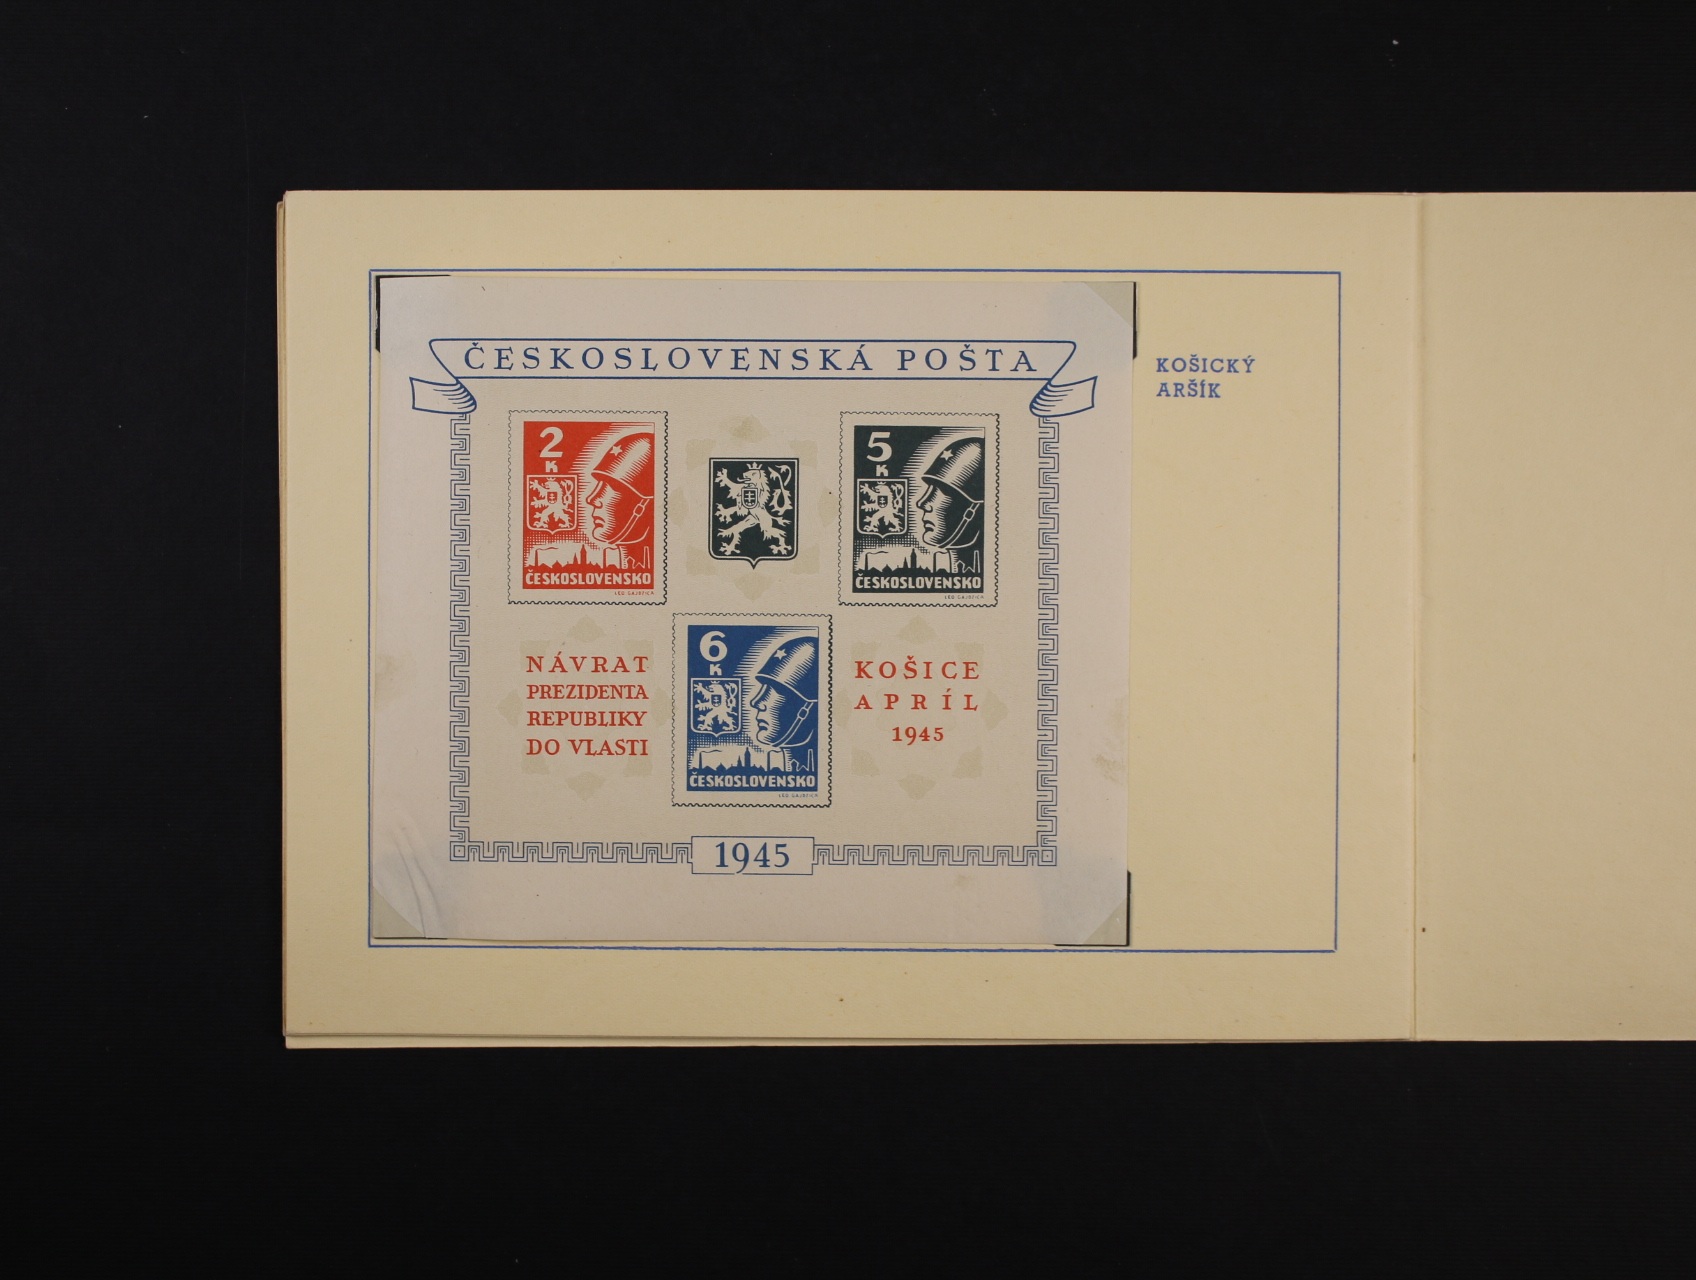 ČESKOSLOVENSKÁ POŠTA
KOŠICKÝ
ARŠÍK
2
K
ČESKOSLOVENSKO
5
K
ČESKOSLOVENSKO
NÁVRAT
PREZIDENTA
REPUBLIKY
DO VLASTI
6
K
ČESKOSLOVENSKO
KOŠICE
APRÍL
1945
1945